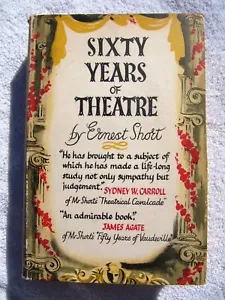 SIXTY
YEARS OF
THEATRE
by Ernest Short
"He has brought to a subject of
which he has made a life-long
study not only sympathy but
judgement." SYDNEY W. CARROLL
of Mr Short's "Theatrical Cavalcade"
"An admirable book!"
JAMES AGATE
of Mr Short's "Fifty Years of Vaudeville"